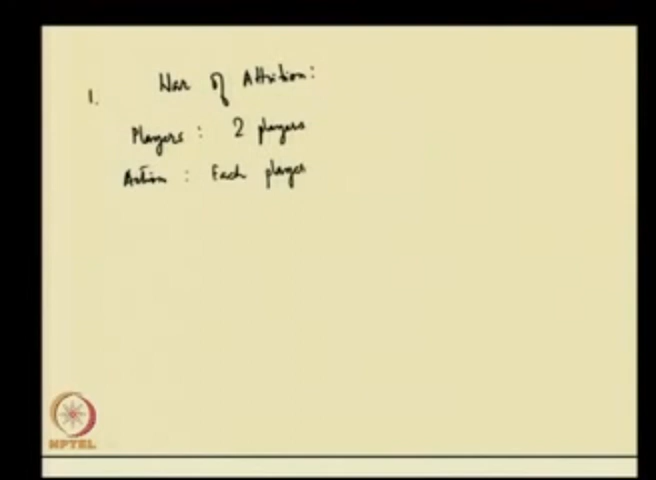 1. War of Attrition:
Players : 2 players
Action : Each player
NPTEL